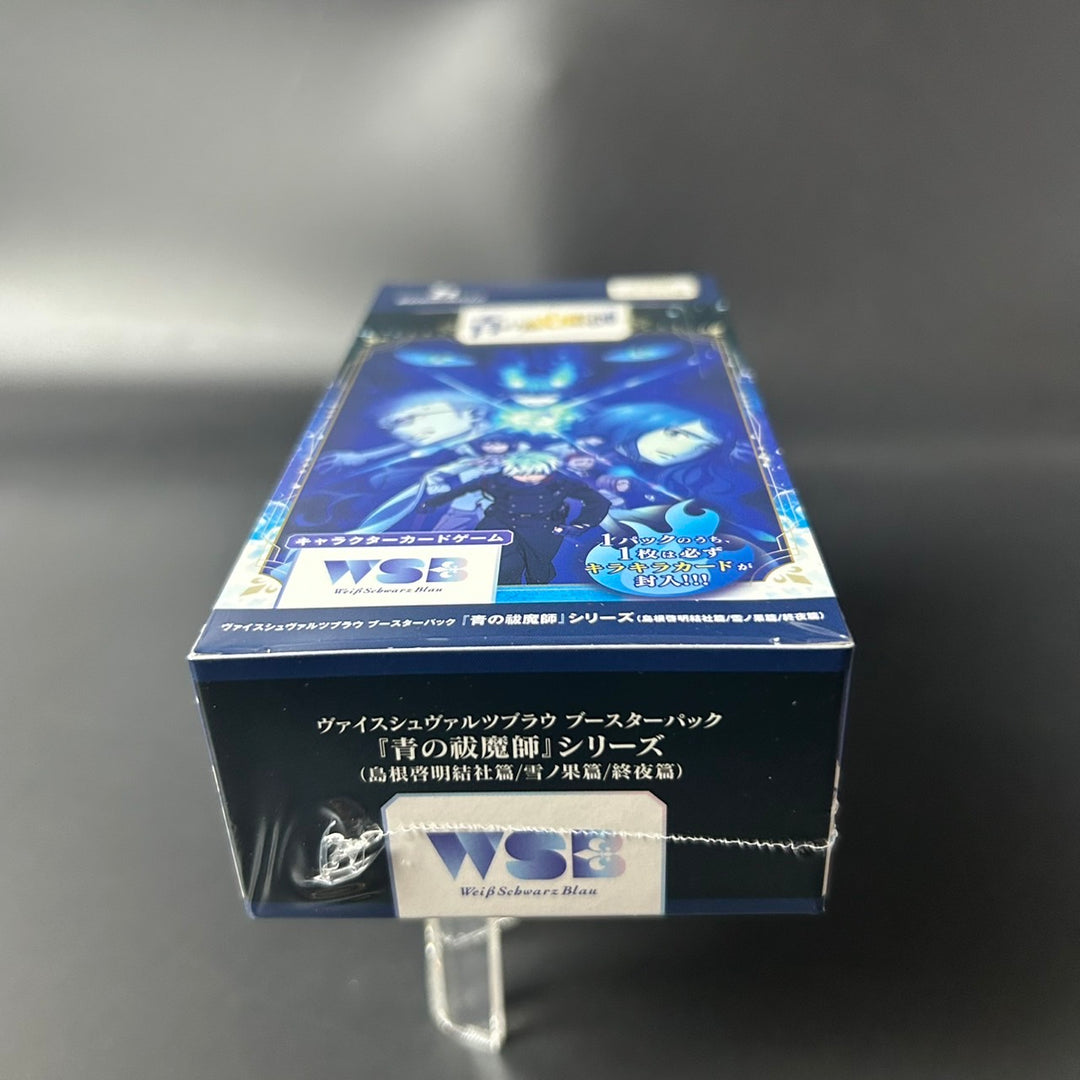 キャラクターカードゲーム
WSB
Weiß Schwarz Blau
1パックのうち、
1枚は必ず
キラキラカードが
封入!!!
ヴァイスシュヴァルツブラウ ブースターパック 『青の祓魔師』シリーズ(島根啓明結社篇/雪ノ果篇/終夜篇)
ヴァイスシュヴァルツブラウ ブースターパック
『青の祓魔師』シリーズ
(島根啓明結社篇/雪ノ果篇/終夜篇)
WSB
Weiß Schwarz Blau